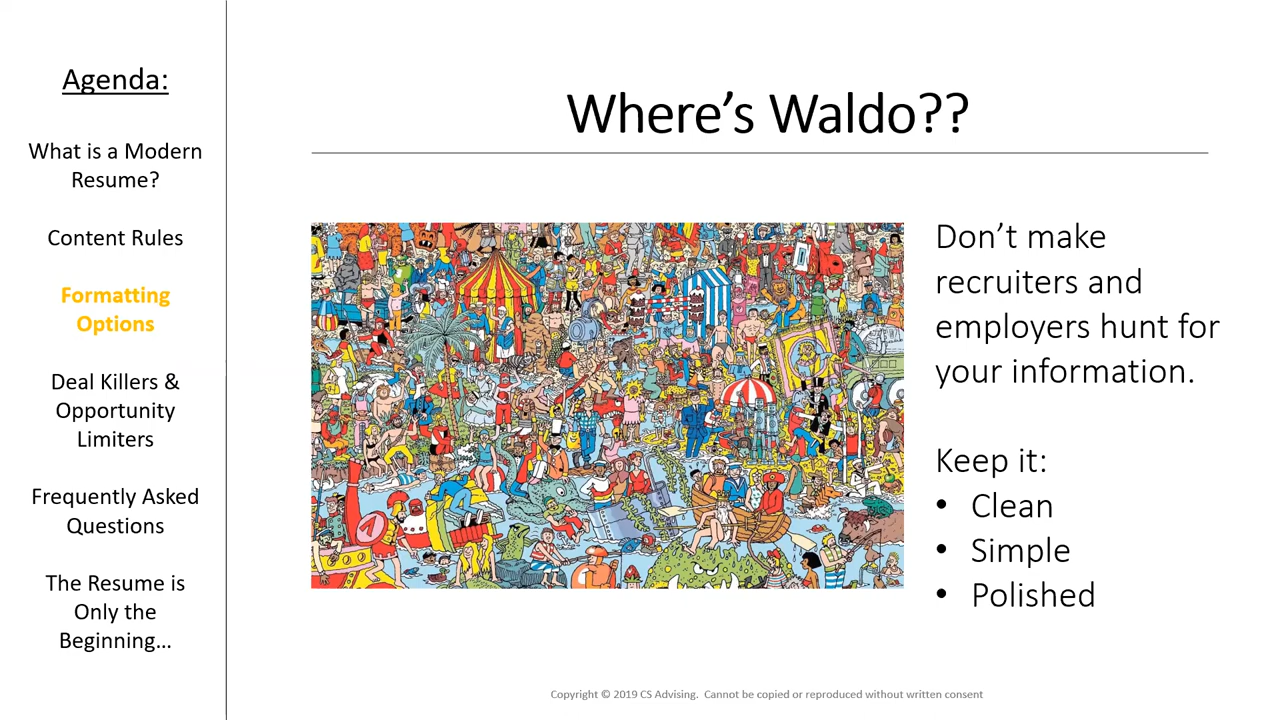 Agenda:
What is a Modern
Resume?
Content Rules
Formatting
Options
Deal Killers &
Opportunity
Limiters
Frequently Asked
Questions
The Resume is
Only the
Beginning…
Where’s Waldo??
Don’t make
recruiters and
employers hunt for
your information.
Keep it:
• Clean
• Simple
• Polished
Copyright © 2019 CS Advising. Cannot be copied or reproduced without written consent